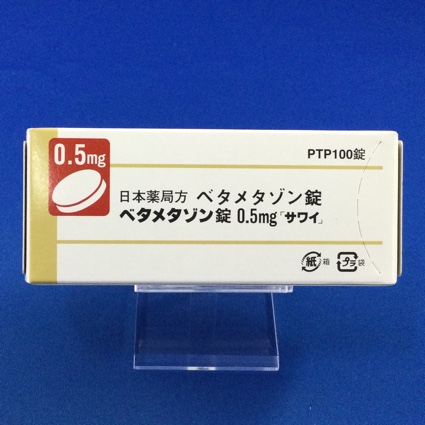 0.5mg
PTP100錠
日本薬局方 ベタメタゾン錠
ベタメタゾン錠 0.5mg「サワイ」
紙 箱 プラ 袋